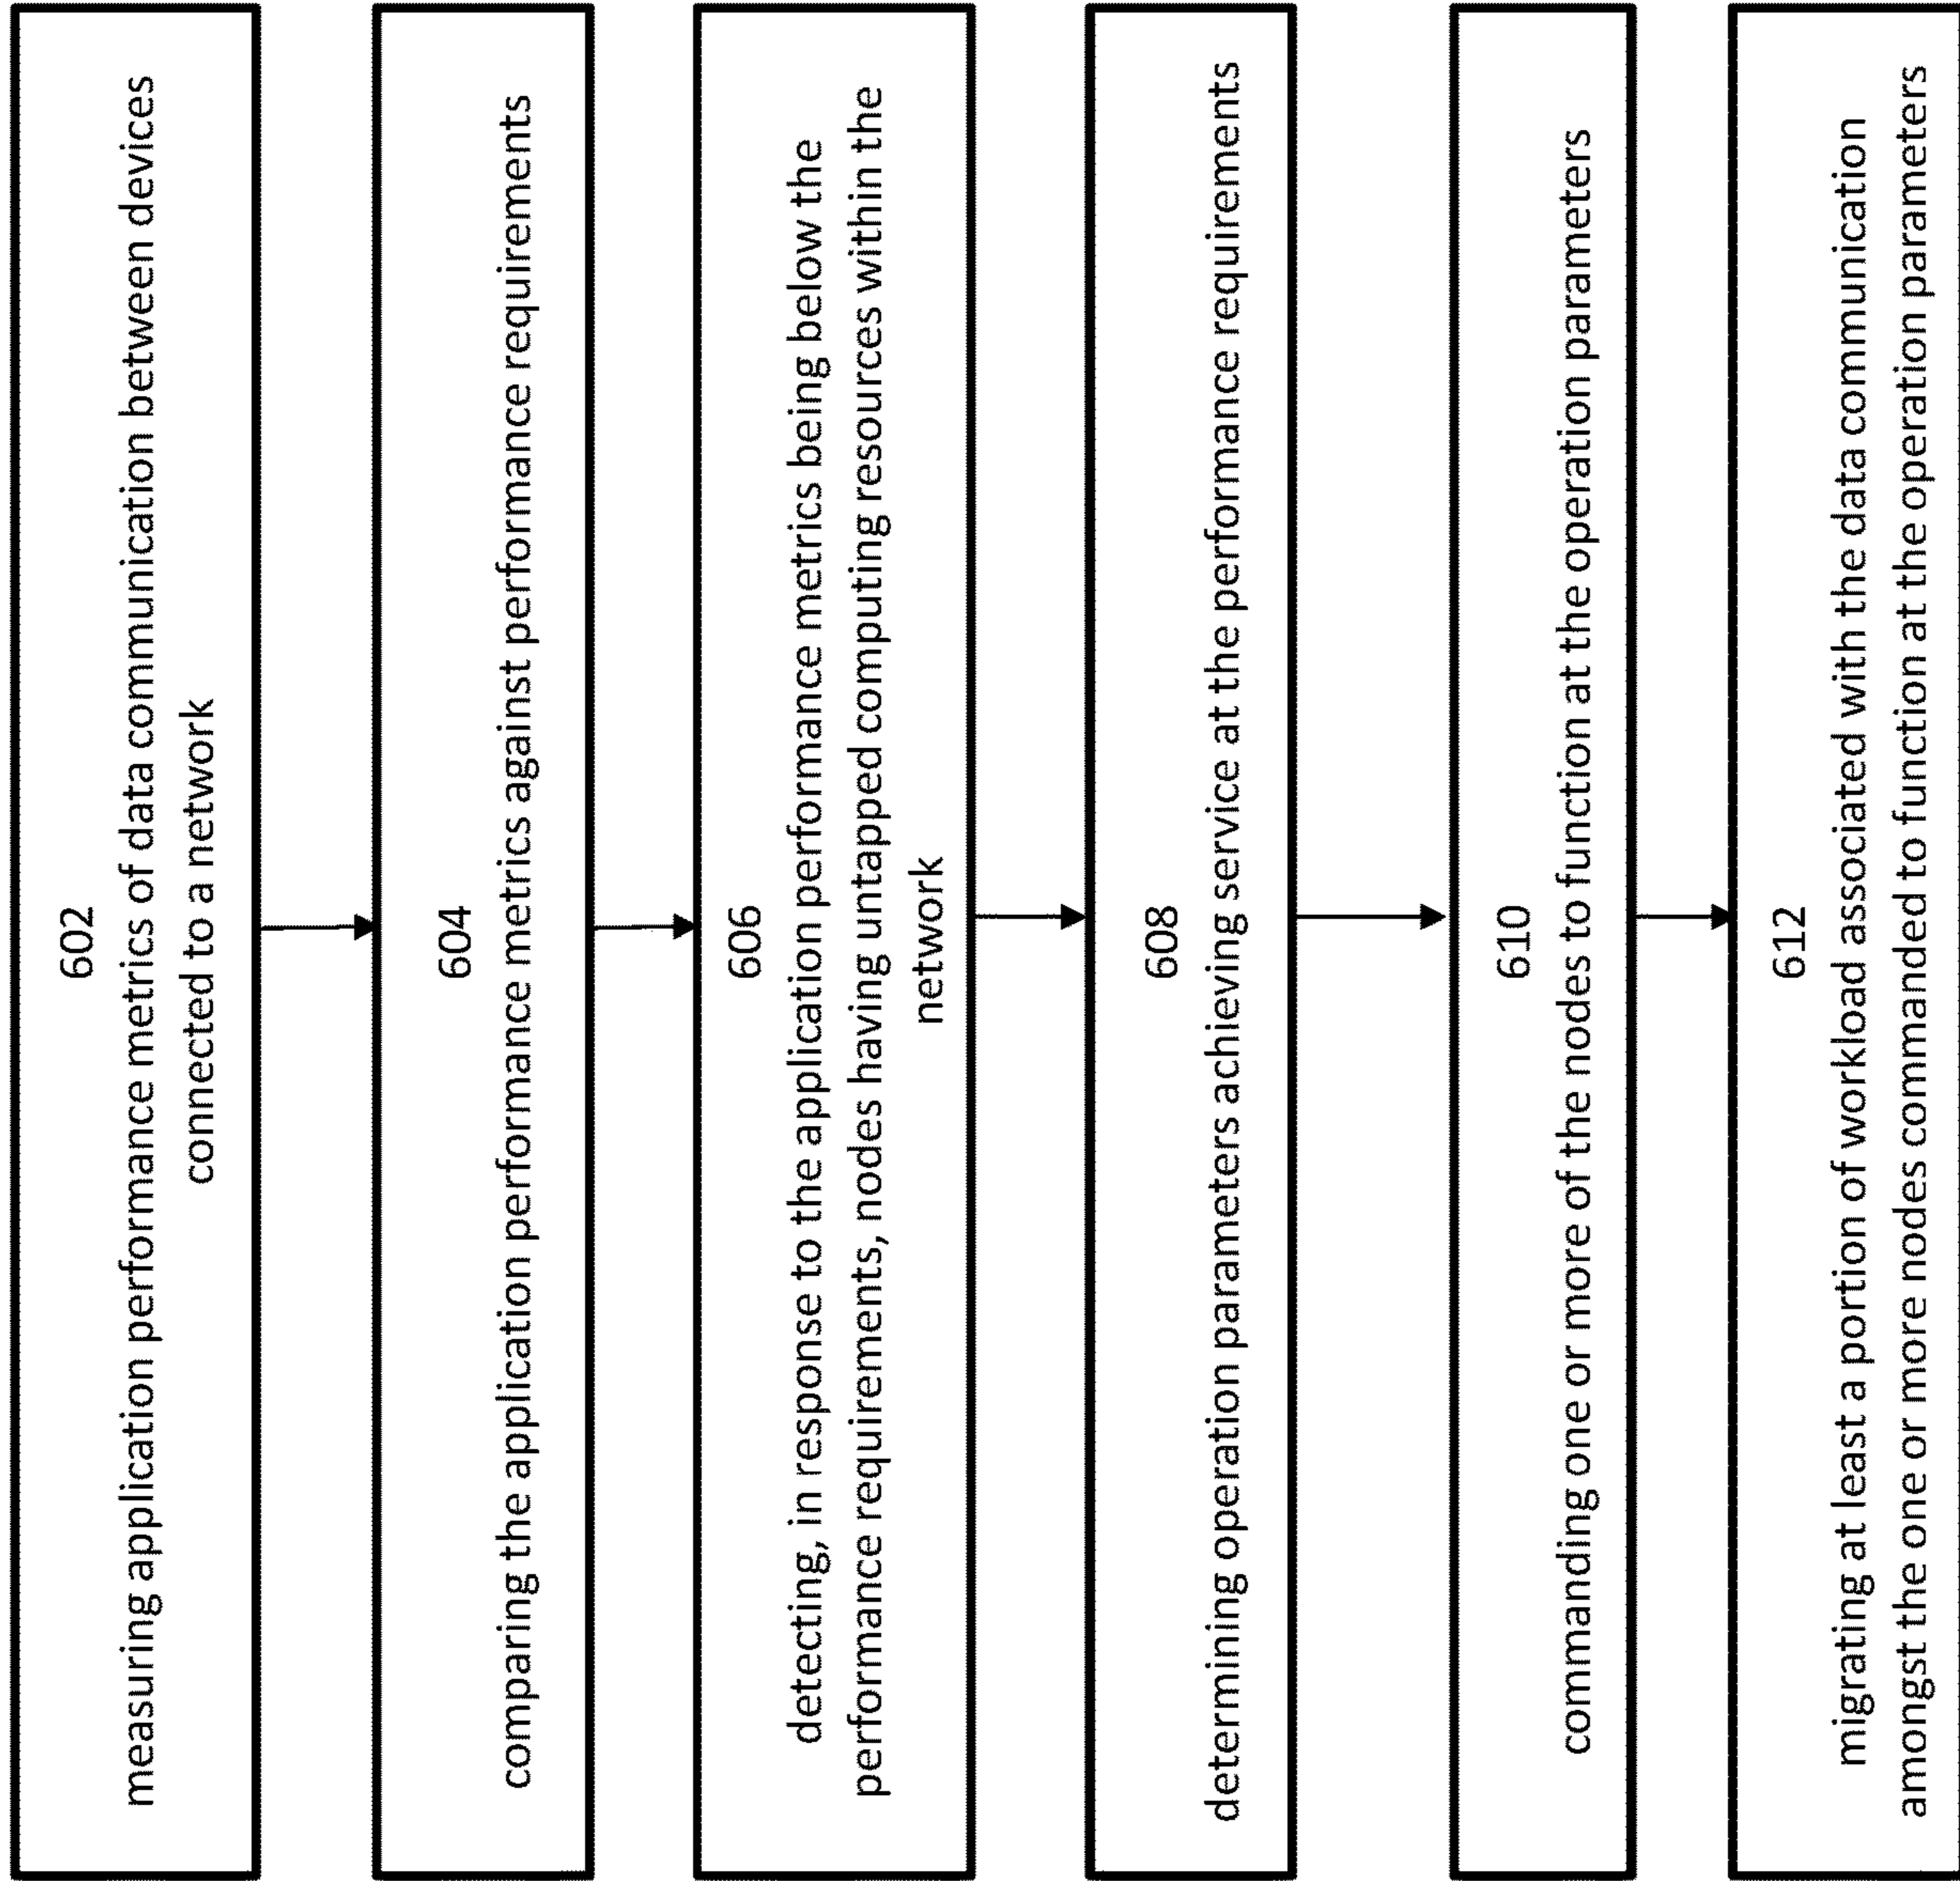 602
measuring application performance metrics of data communication between devices
connected to a network
604
comparing the application performance metrics against performance requirements
606
detecting, in response to the application performance metrics being below the
performance requirements, nodes having untapped computing resources within the
network
608
determining operation parameters achieving service at the performance requirements
610
commanding one or more of the nodes to function at the operation parameters
612
migrating at least a portion of workload associated with the data communication
amongst the one or more nodes commanded to function at the operation parameters